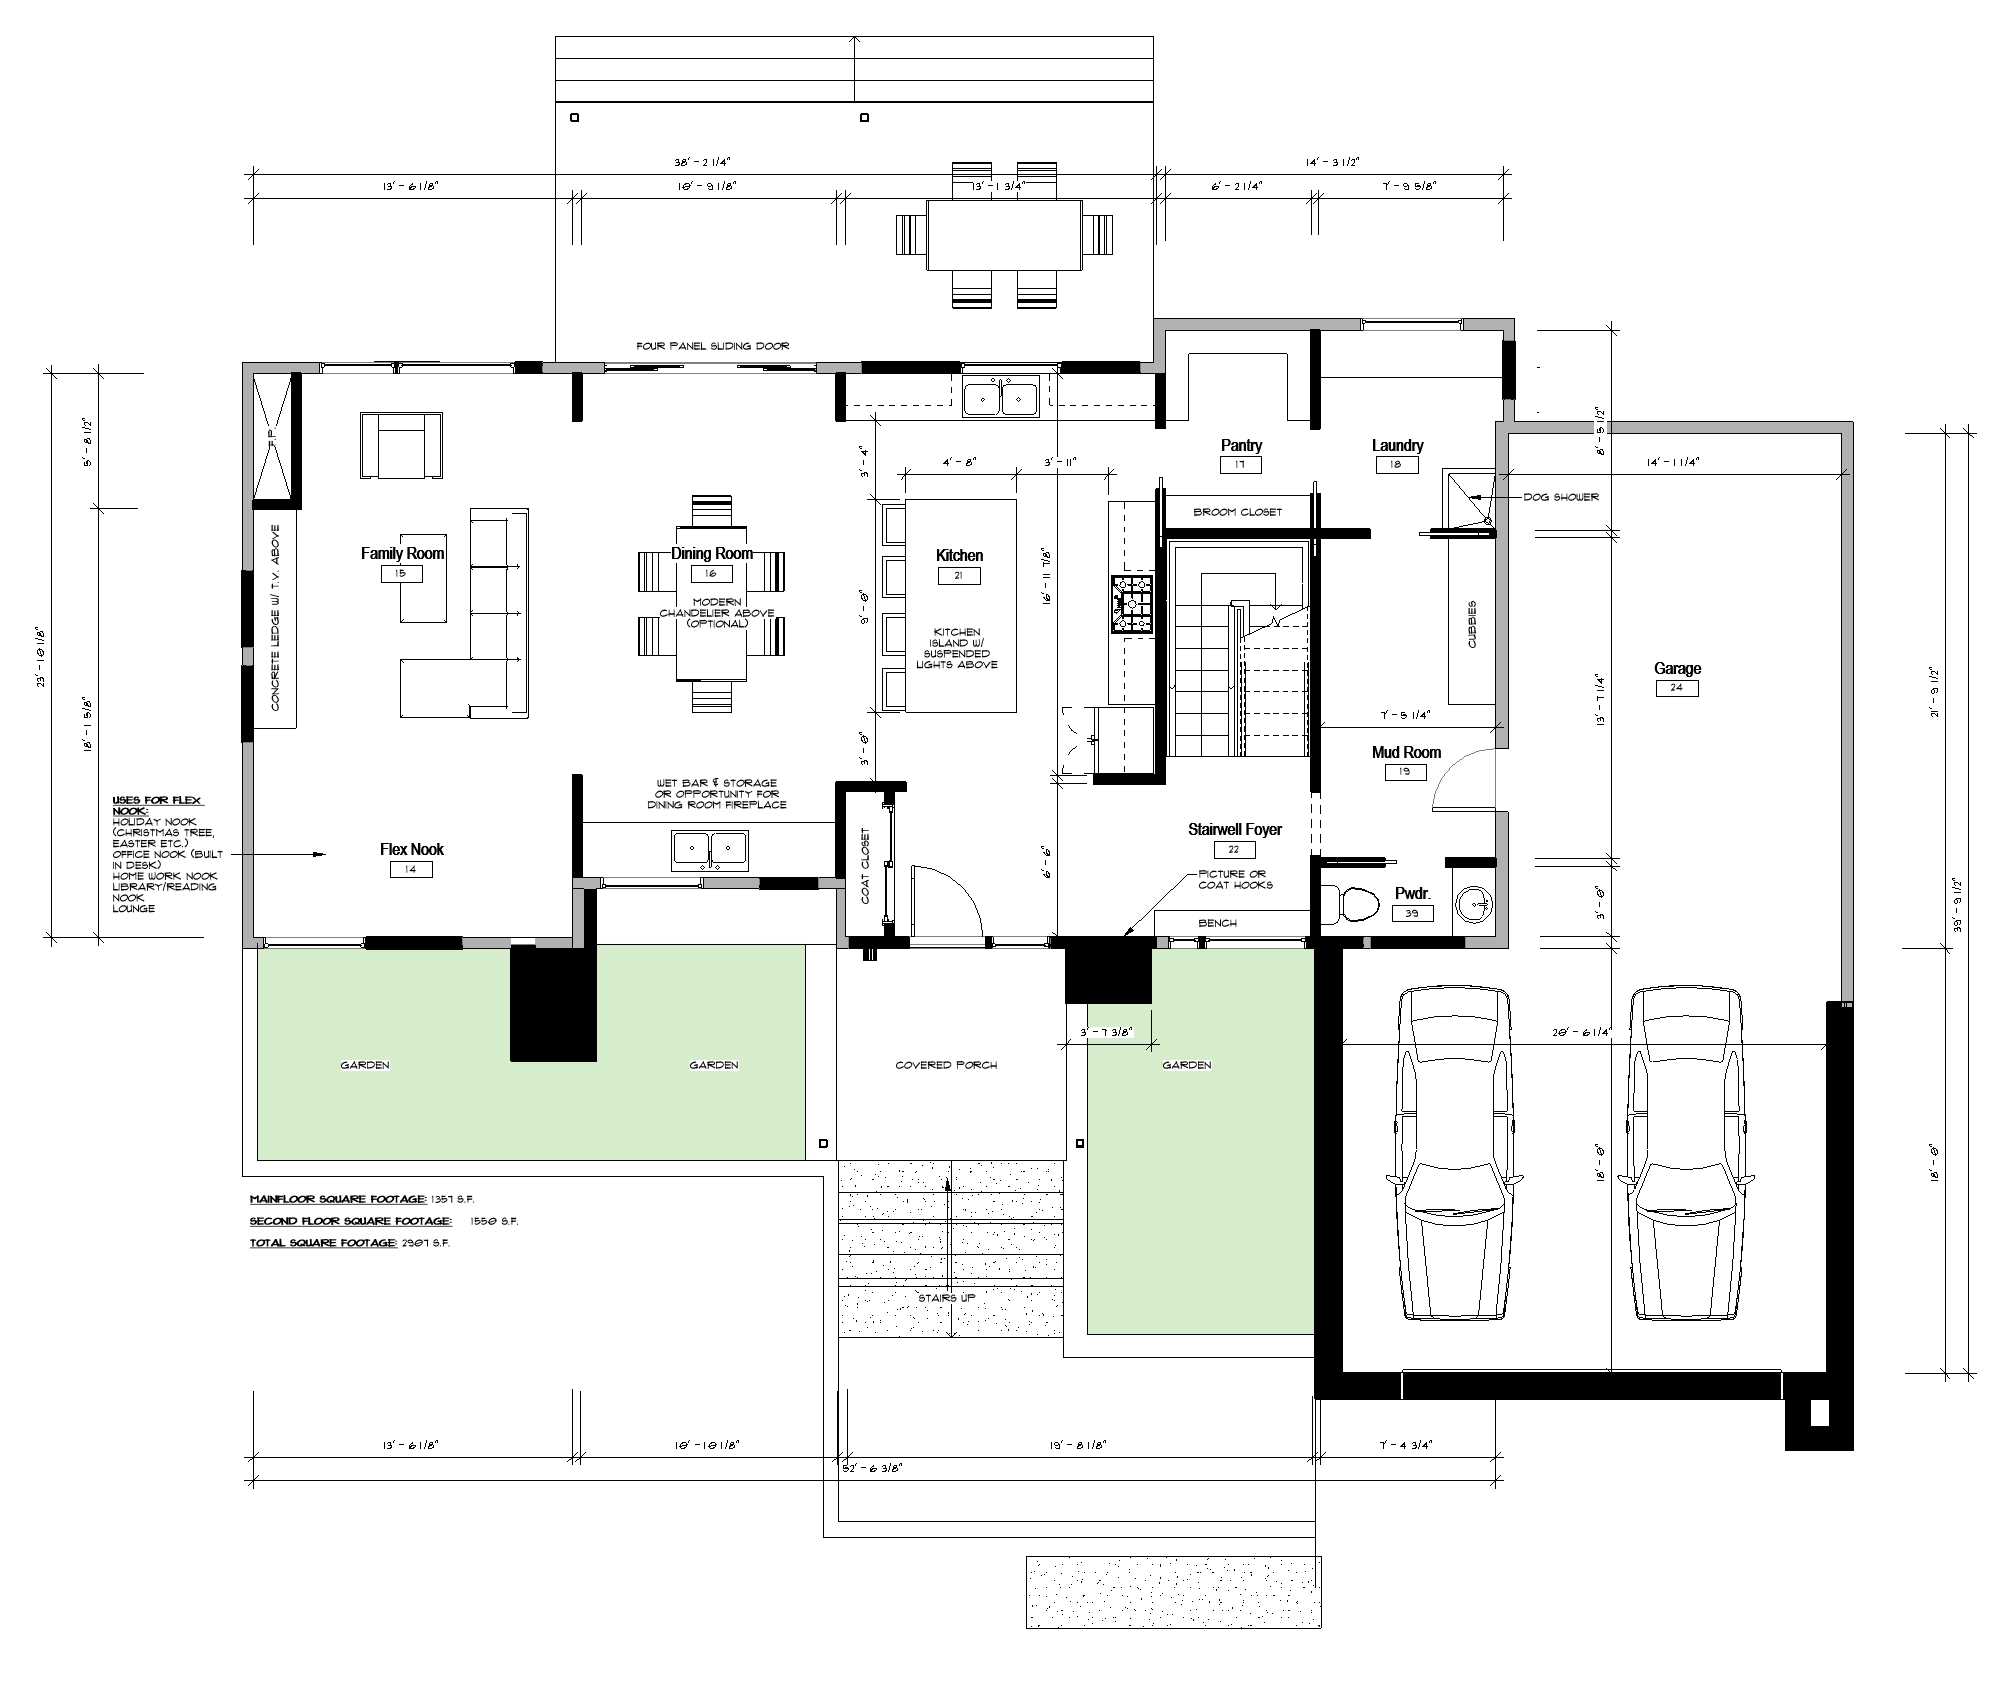 38' - 2 1/4"
14' - 3 1/2"
13' - 6 1/8"
10' - 9 1/8"
13' - 1 3/4"
6' - 2 1/4"
7' - 9 5/8"
FOUR PANEL SLIDING DOOR
5' - 8 1/2"
F.P.
3' - 4"
4' - 8"
3' - 11"
Pantry
17
Laundry
18
8' - 5 1/2"
14' - 1 1/4"
DOG SHOWER
BROOM CLOSET
CONCRETE LEDGE W/ T.V. ABOVE
Family Room
15
Dining Room
16
MODERN
CHANDELIER ABOVE
(OPTIONAL)
Kitchen
21
KITCHEN
ISLAND W/
SUSPENDED
LIGHTS ABOVE
9' - 0"
16' - 11 7/8"
CUBBIES
23' - 10 1/8"
18' - 1 5/8"
13' - 7 1/4"
Garage
24
21' - 9 1/2"
7' - 5 1/4"
3' - 0"
Mud Room
19
WET BAR & STORAGE
OR OPPORTUNITY FOR
DINING ROOM FIREPLACE
USES FOR FLEX
NOOK:
HOLIDAY NOOK
(CHRISTMAS TREE,
EASTER ETC.)
OFFICE NOOK (BUILT
IN DESK)
HOME WORK NOOK
LIBRARY/READING
NOOK
LOUNGE
Flex Nook
14
COAT CLOSET
6' - 6"
Stairwell Foyer
22
PICTURE OR
COAT HOOKS
BENCH
Pwdr.
39
3' - 0"
39' - 9 1/2"
3' - 7 3/8"
20' - 6 1/4"
GARDEN
GARDEN
COVERED PORCH
GARDEN
18' - 0"
18' - 0"
MAINFLOOR SQUARE FOOTAGE: 1357 S.F.
SECOND FLOOR SQUARE FOOTAGE: 1550 S.F.
TOTAL SQUARE FOOTAGE: 2907 S.F.
STAIRS UP
13' - 6 1/8"
10' - 10 1/8"
19' - 8 1/8"
7' - 4 3/4"
52' - 6 3/8"